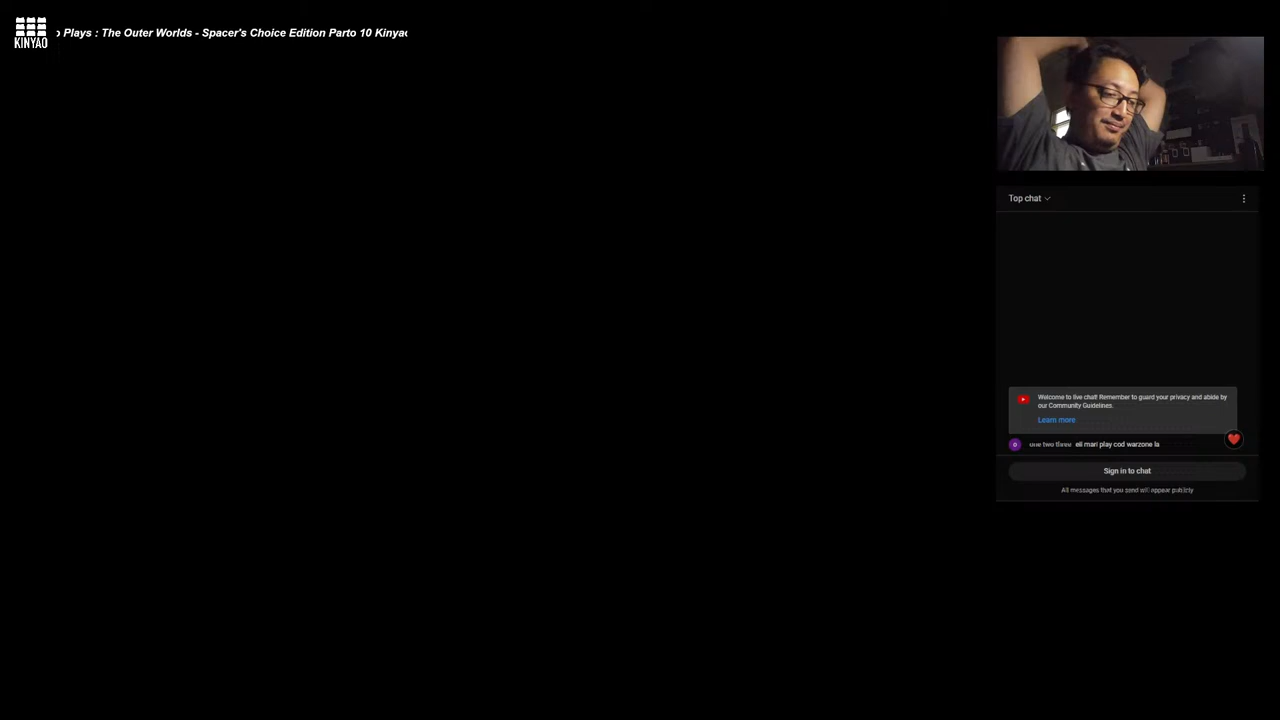 KINYAO
Plays : The Outer Worlds - Spacer's Choice Edition Parto 10 Kinyao
Top chat
Welcome to live chat! Remember to guard your privacy and abide by
our Community Guidelines.
Learn more
one two three eii mari play cod warzone la
Sign in to chat
All messages that you send will appear publicly